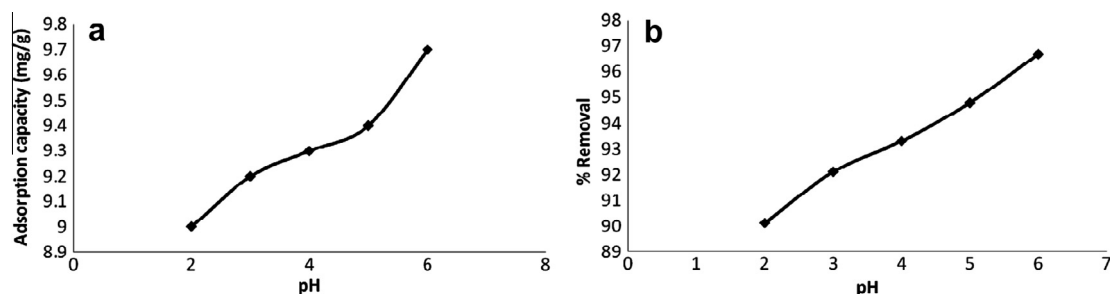 a
Adsorption capacity (mg/g)
9.8
9.7
9.6
9.5
9.4
9.3
9.2
9.1
9
8.9
0 2 4 6 8
pH
b
% Removal
98
97
96
95
94
93
92
91
90
89
0 1 2 3 4 5 6 7
pH